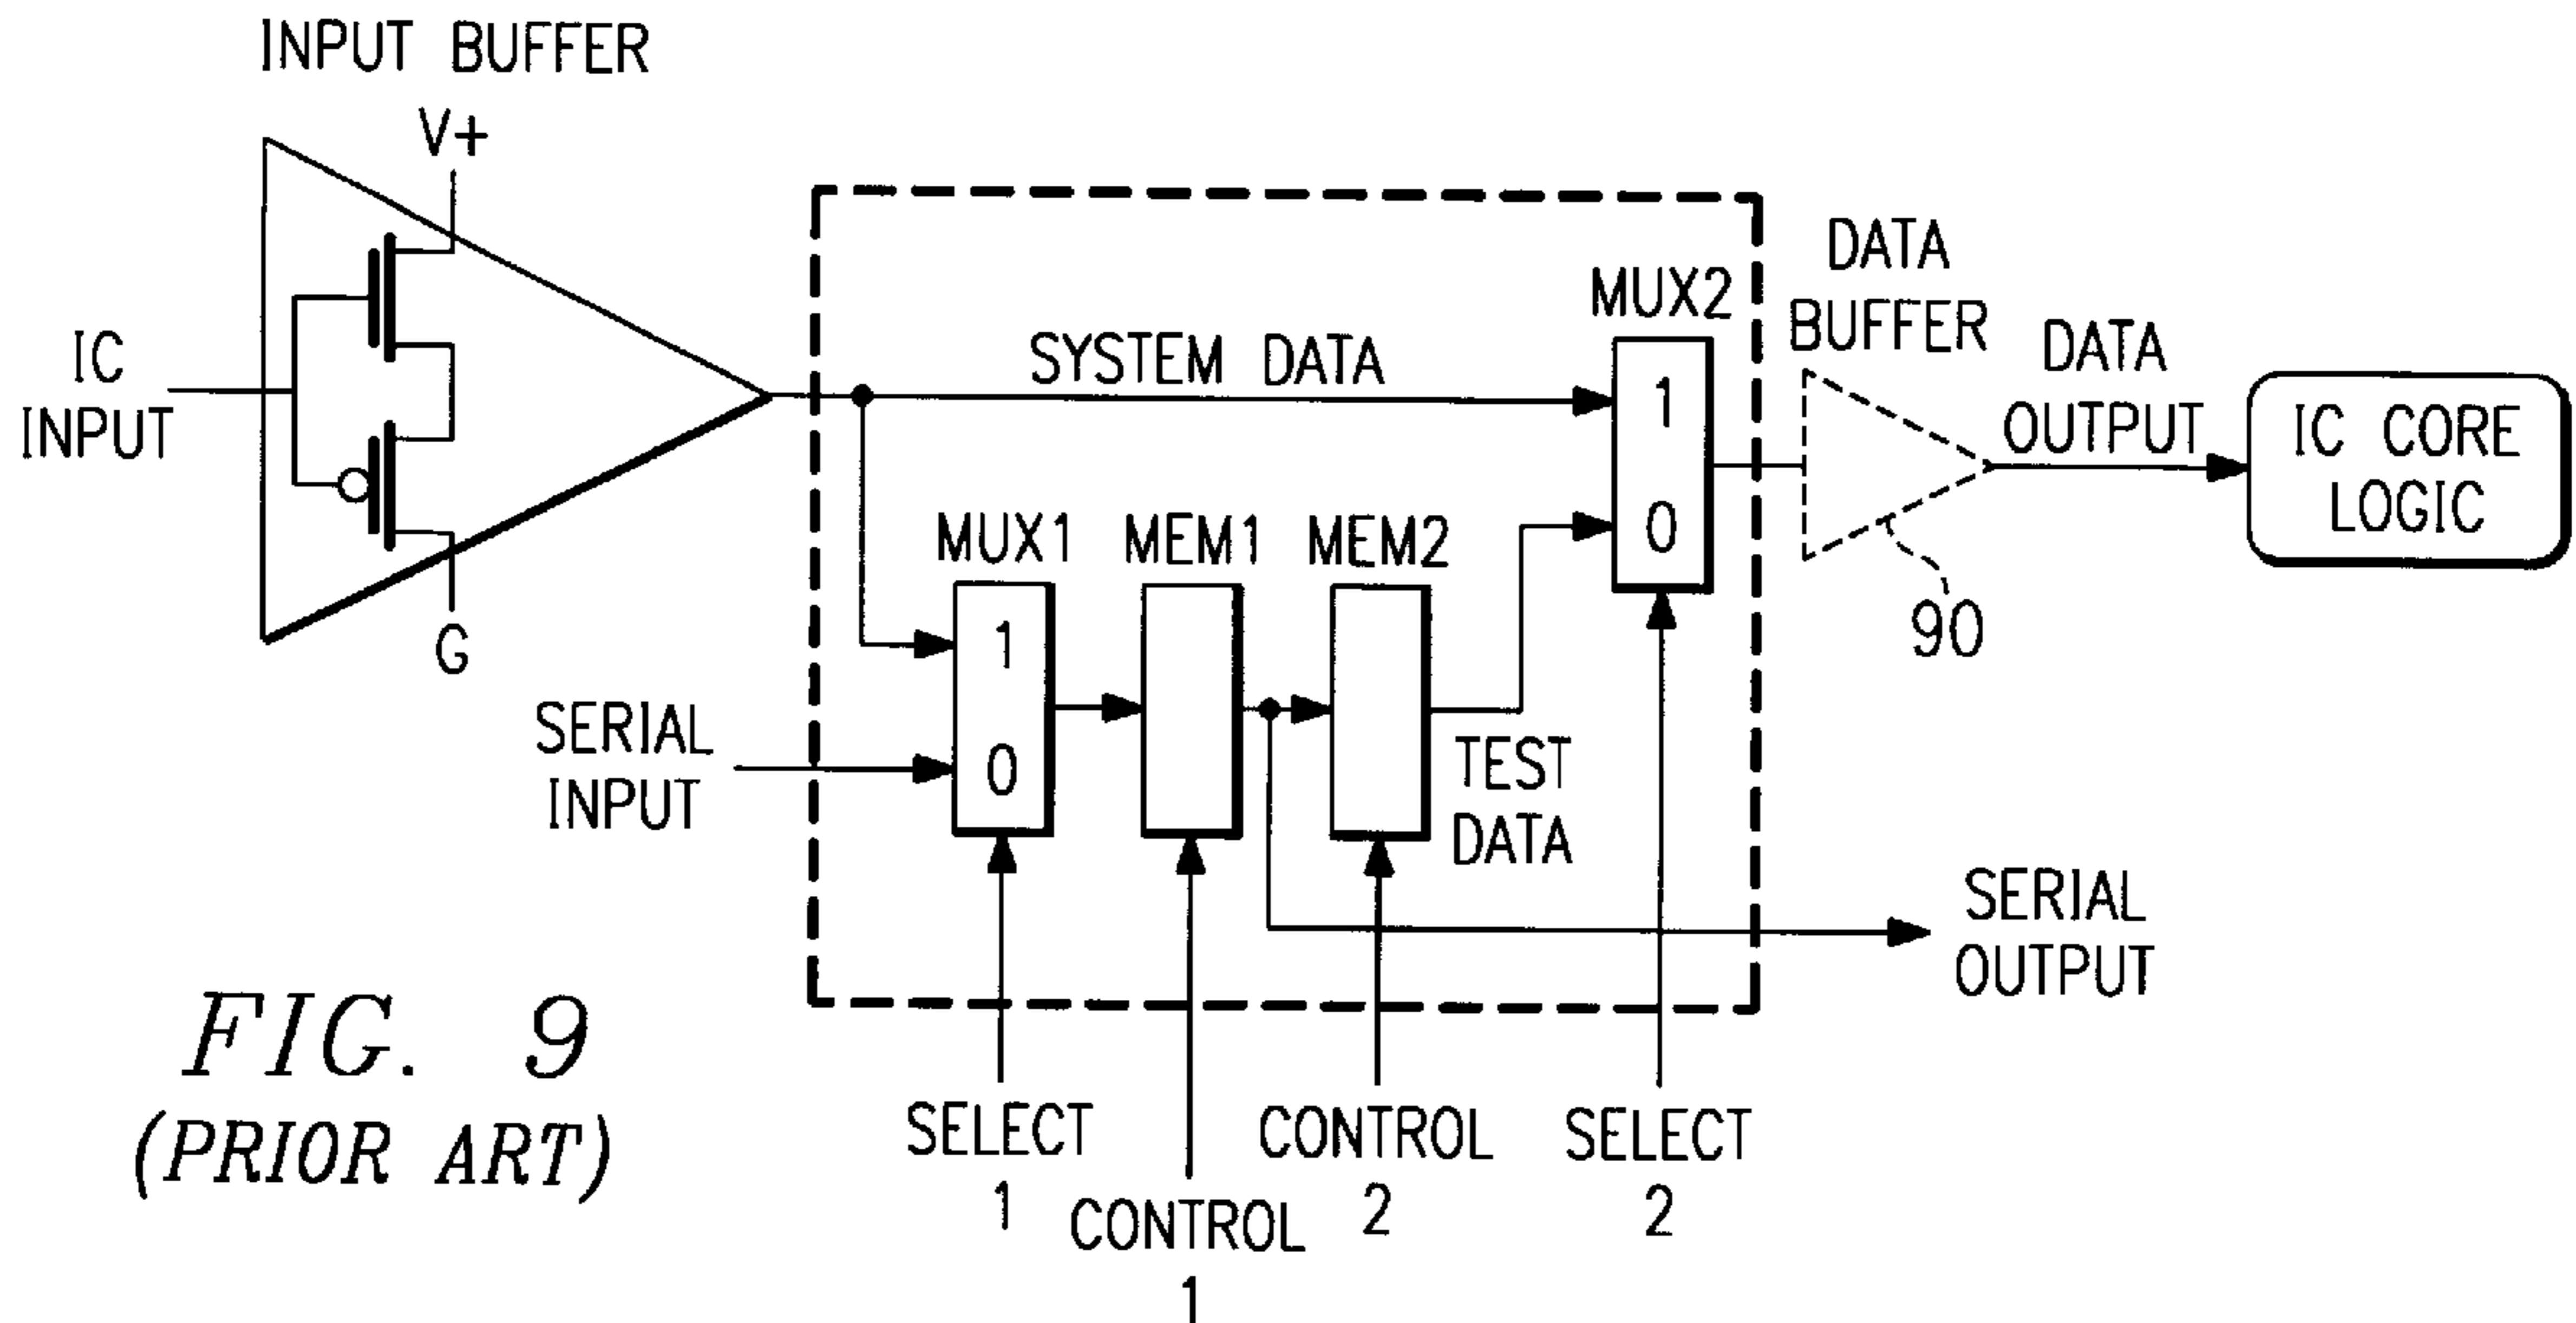 INPUT BUFFER
V+
IC
INPUT
G
SYSTEM DATA
MUX2
1
0
DATA
BUFFER
90
DATA
OUTPUT
IC CORE
LOGIC
MUX1
1
0
MEM1
MEM2
SERIAL
INPUT
TEST
DATA
SERIAL
OUTPUT
SELECT
1
CONTROL
1
CONTROL
2
SELECT
2
FIG. 9
(PRIOR ART)